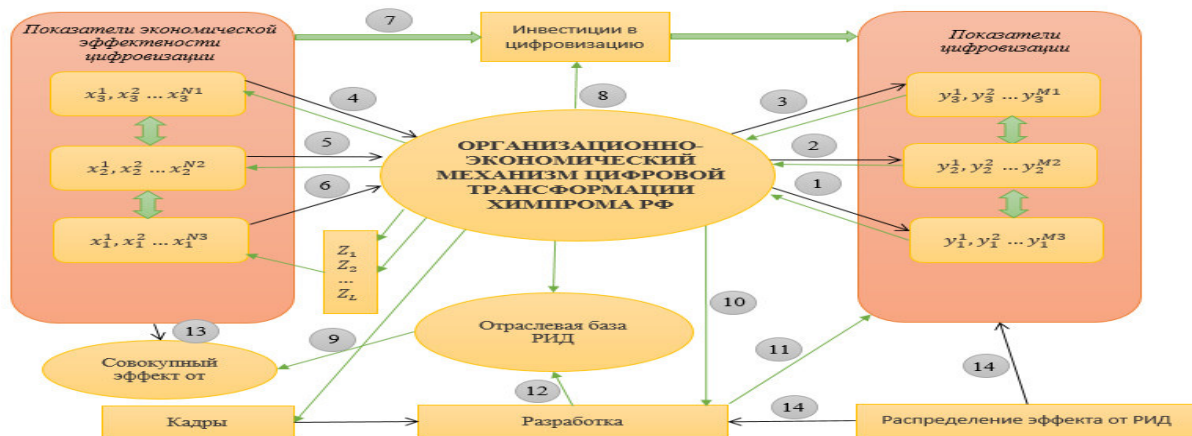 Показатели экономической
эффектвности
цифровизации
7
Инвестиции в
цифровизацию
Показатели
цифровизации
x₃¹, x₃² … x₃ᴺ¹
4
8
3
y₃¹, y₃² … y₃ᴹ¹
ОРГАНИЗАЦИОННО-
ЭКОНОМИЧЕСКИЙ
МЕХАНИЗМ ЦИФРОВОЙ
ТРАНСФОРМАЦИИ
ХИМПРОМА РФ
x₂¹, x₂² … x₂ᴺ²
5
2
y₂¹, y₂² … y₂ᴹ²
6
1
x₁¹, x₁² … x₁ᴺ³
y₁¹, y₁² … y₁ᴹ³
Z₁
Z₂
...
Z_L
10
13
9
Отраслевая база
РИД
11
Совокупный
эффект от
12
14
Кадры
Разработка
14
Распределение эффекта от РИД